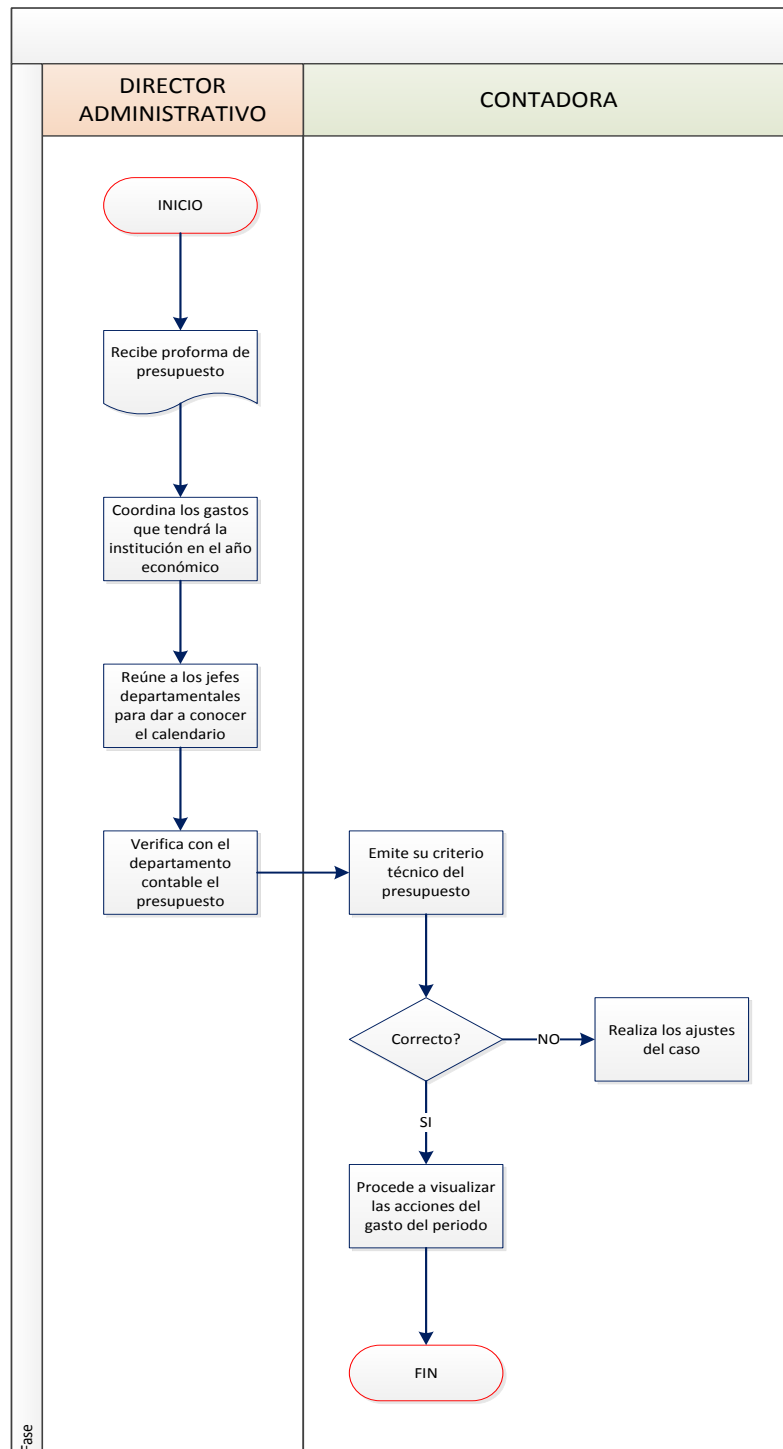 DIRECTOR
ADMINISTRATIVO
CONTADORA
INICIO
Recibe proforma de
presupuesto
Coordina los gastos
que tendrá la
institución en el año
económico
Reúne a los jefes
departamentales
para dar a conocer
el calendario
Verifica con el
departamento
contable el
presupuesto
Emite su criterio
técnico del
presupuesto
Correcto?
NO
Realiza los ajustes
del caso
SI
Procede a visualizar
las acciones del
gasto del periodo
FIN
Fase